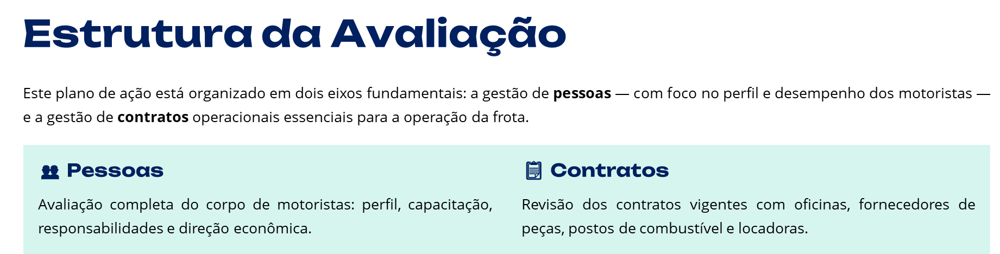 Estrutura da Avaliação
Este plano de ação está organizado em dois eixos fundamentais: a gestão de pessoas — com foco no perfil e desempenho dos motoristas —
e a gestão de contratos operacionais essenciais para a operação da frota.
Pessoas
Avaliação completa do corpo de motoristas: perfil, capacitação,
responsabilidades e direção econômica.
Contratos
Revisão dos contratos vigentes com oficinas, fornecedores de
peças, postos de combustível e locadoras.